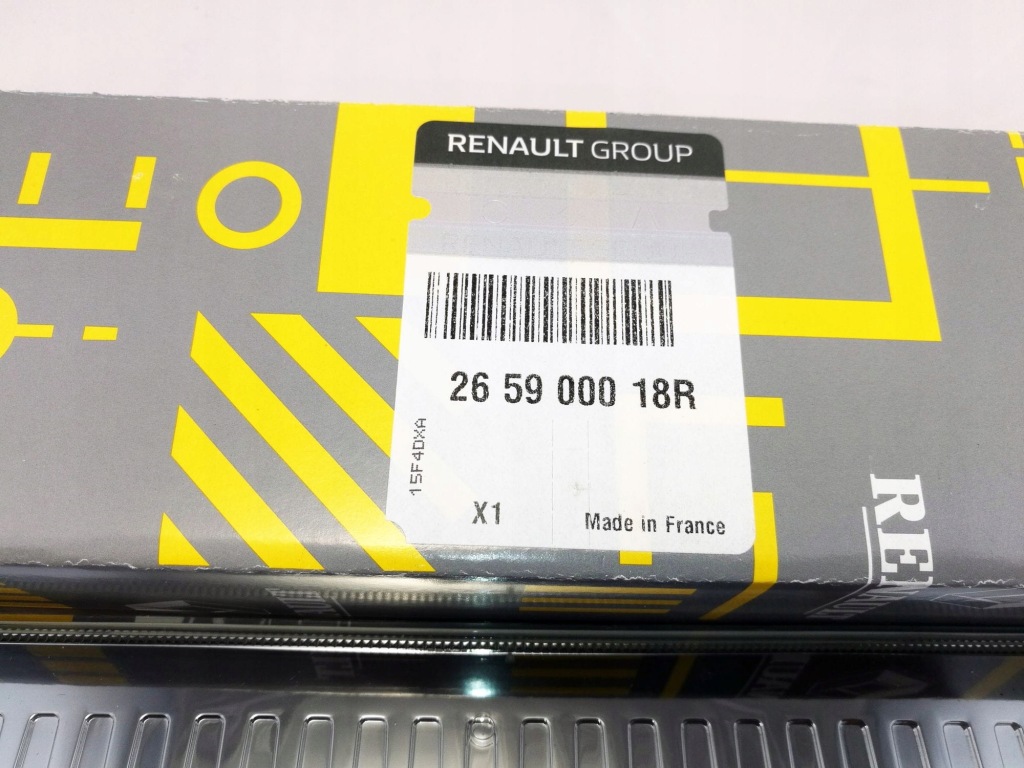 RENAULT GROUP
26 59 000 18R
15F4DXA
X1
Made in France